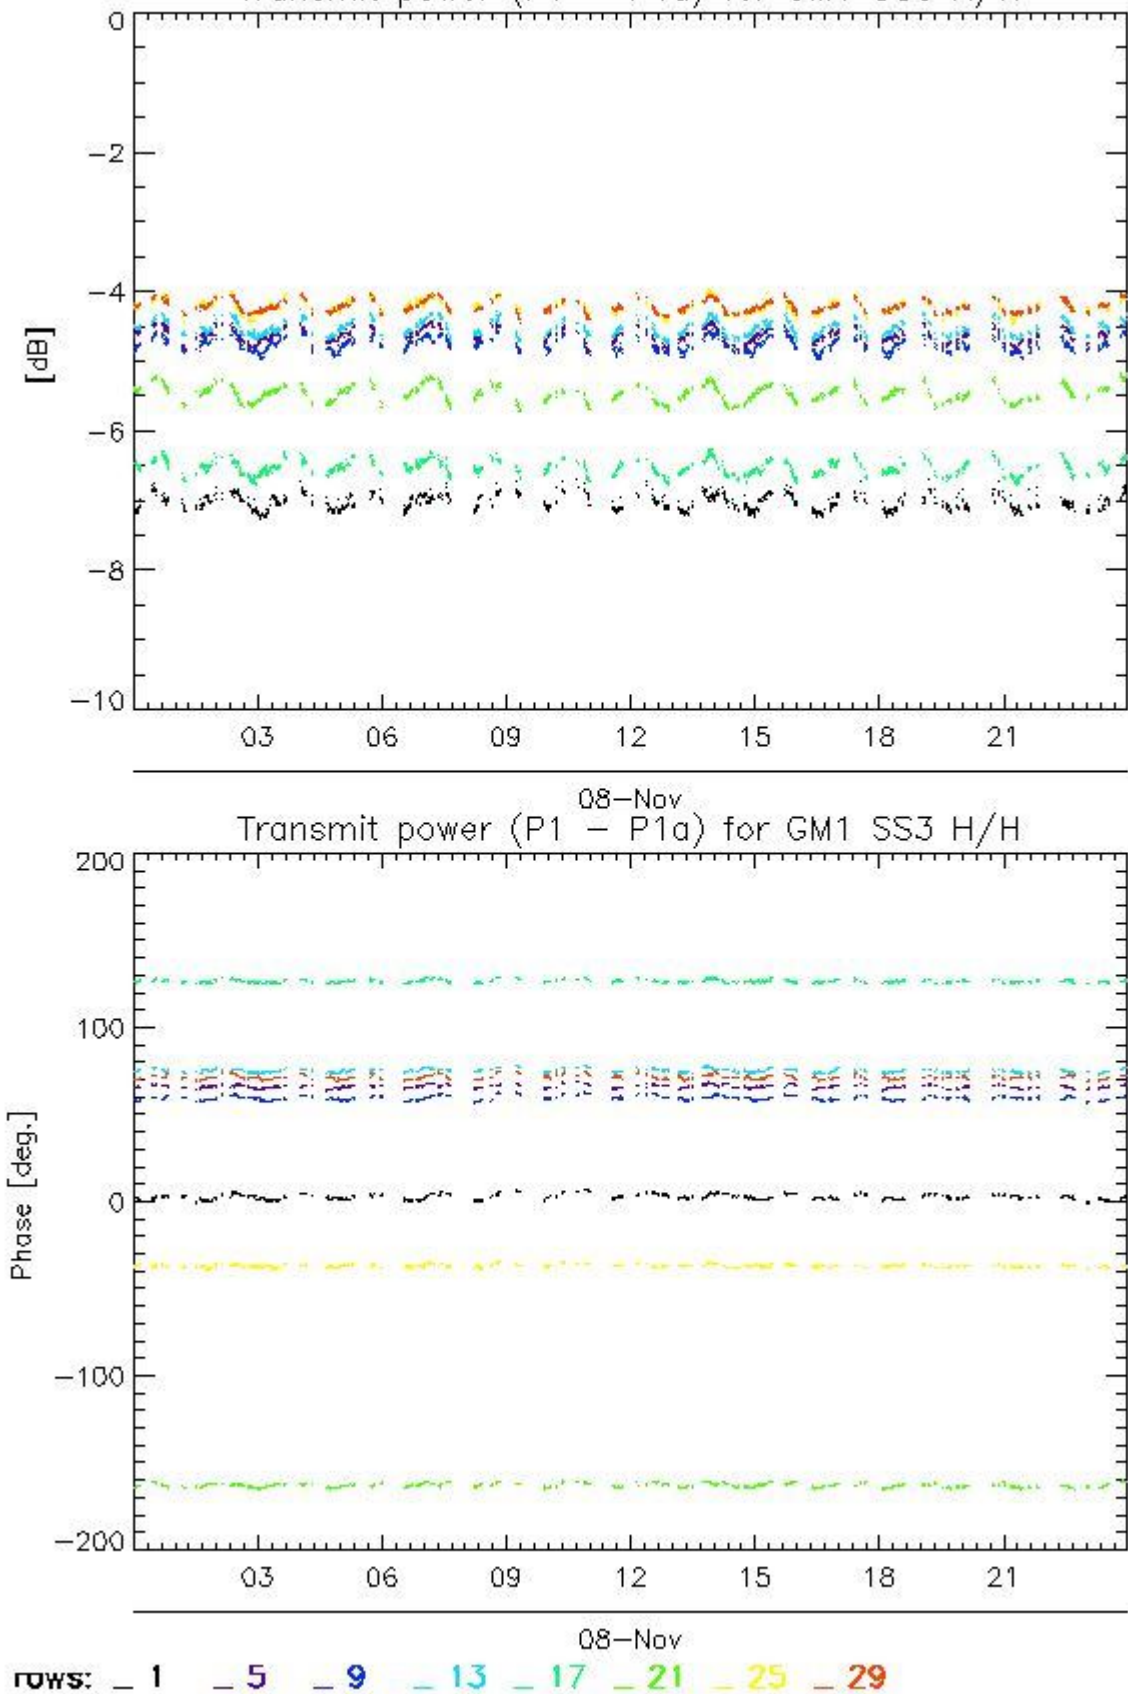 0
−2
−4
[dB]
−6
−8
−10
03 06 09 12 15 18 21
08−Nov
Transmit power (P1 − P1a) for GM1 SS3 H/H
200
100
Phase [deg.]
0
−100
−200
03 06 09 12 15 18 21
08−Nov
rows: _ 1 _ 5 _ 9 _ 13 _ 17 _ 21 _ 25 _ 29